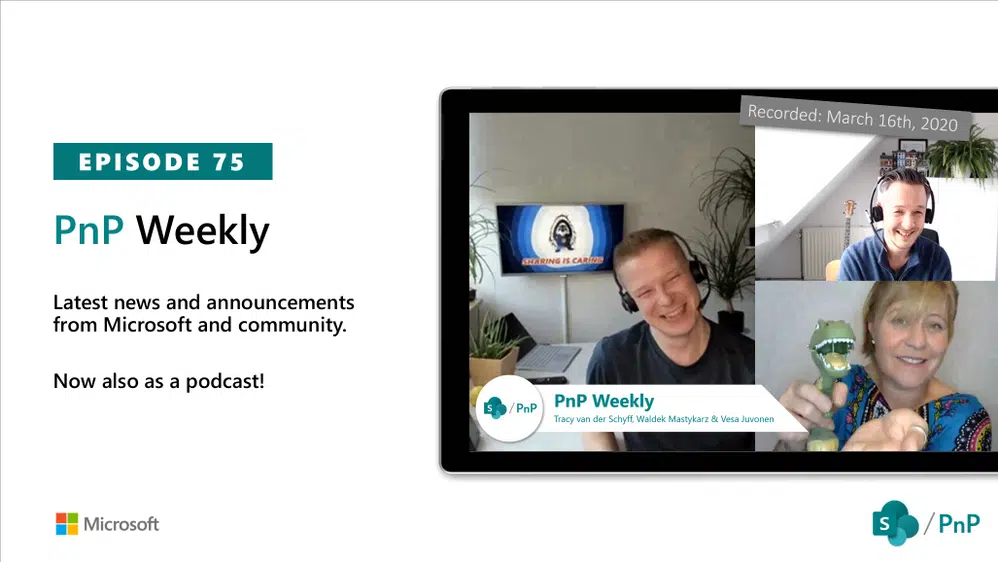 EPISODE 75
PnP Weekly
Latest news and announcements
from Microsoft and community.
Now also as a podcast!
Recorded: March 16th, 2020
SHARING IS CARING
S / PnP
PnP Weekly
Tracy van der Schyff, Waldek Mastykarz & Vesa Juvonen
Microsoft
S / PnP